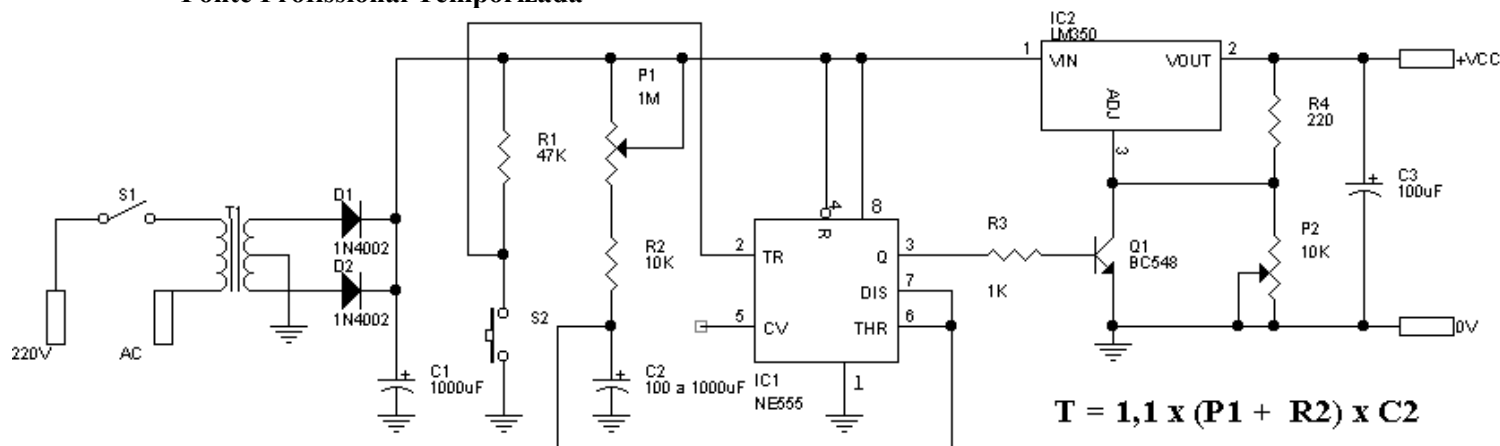 Fonte Profissional Temporizada
IC2
LM350
1
VIN
VOUT
2
+VCC
ADJ
3
P1
1M
R1
47K
R4
220
C3
100uF
S1
T1
D1
1N4002
D2
1N4002
R2
10K
4
8
R
2
TR
Q
3
R3
1K
Q1
BC548
P2
10K
DIS
7
5
CV
THR
6
S2
0V
220V
AC
C1
1000uF
C2
100 a 1000uF
IC1
NE555
1
T = 1,1 x (P1 + R2) x C2